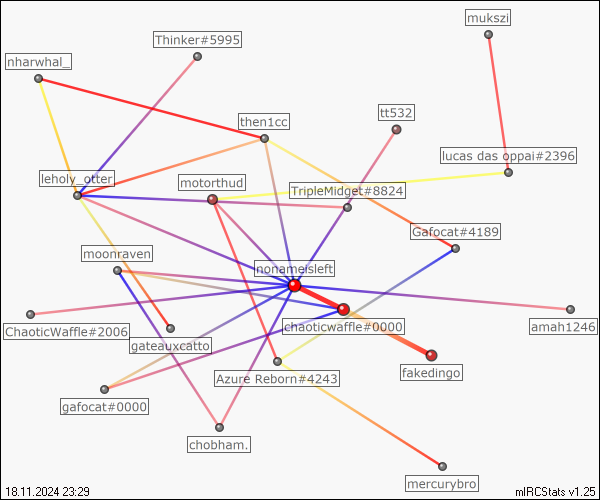 mukszi
Thinker#5995
nharwhal_
tt532
then1cc
lucas das oppai#2396
leholy_otter
motorthud
TripleMidget#8824
Gafocat#4189
moonraven
nonameisleft
ChaoticWaffle#2006
chaoticwaffle#0000
amah1246
gateauxcatto
fakedingo
Azure Reborn#4243
gafocat#0000
chobham.
mercurybro
18.11.2024 23:29
mIRCStats v1.25